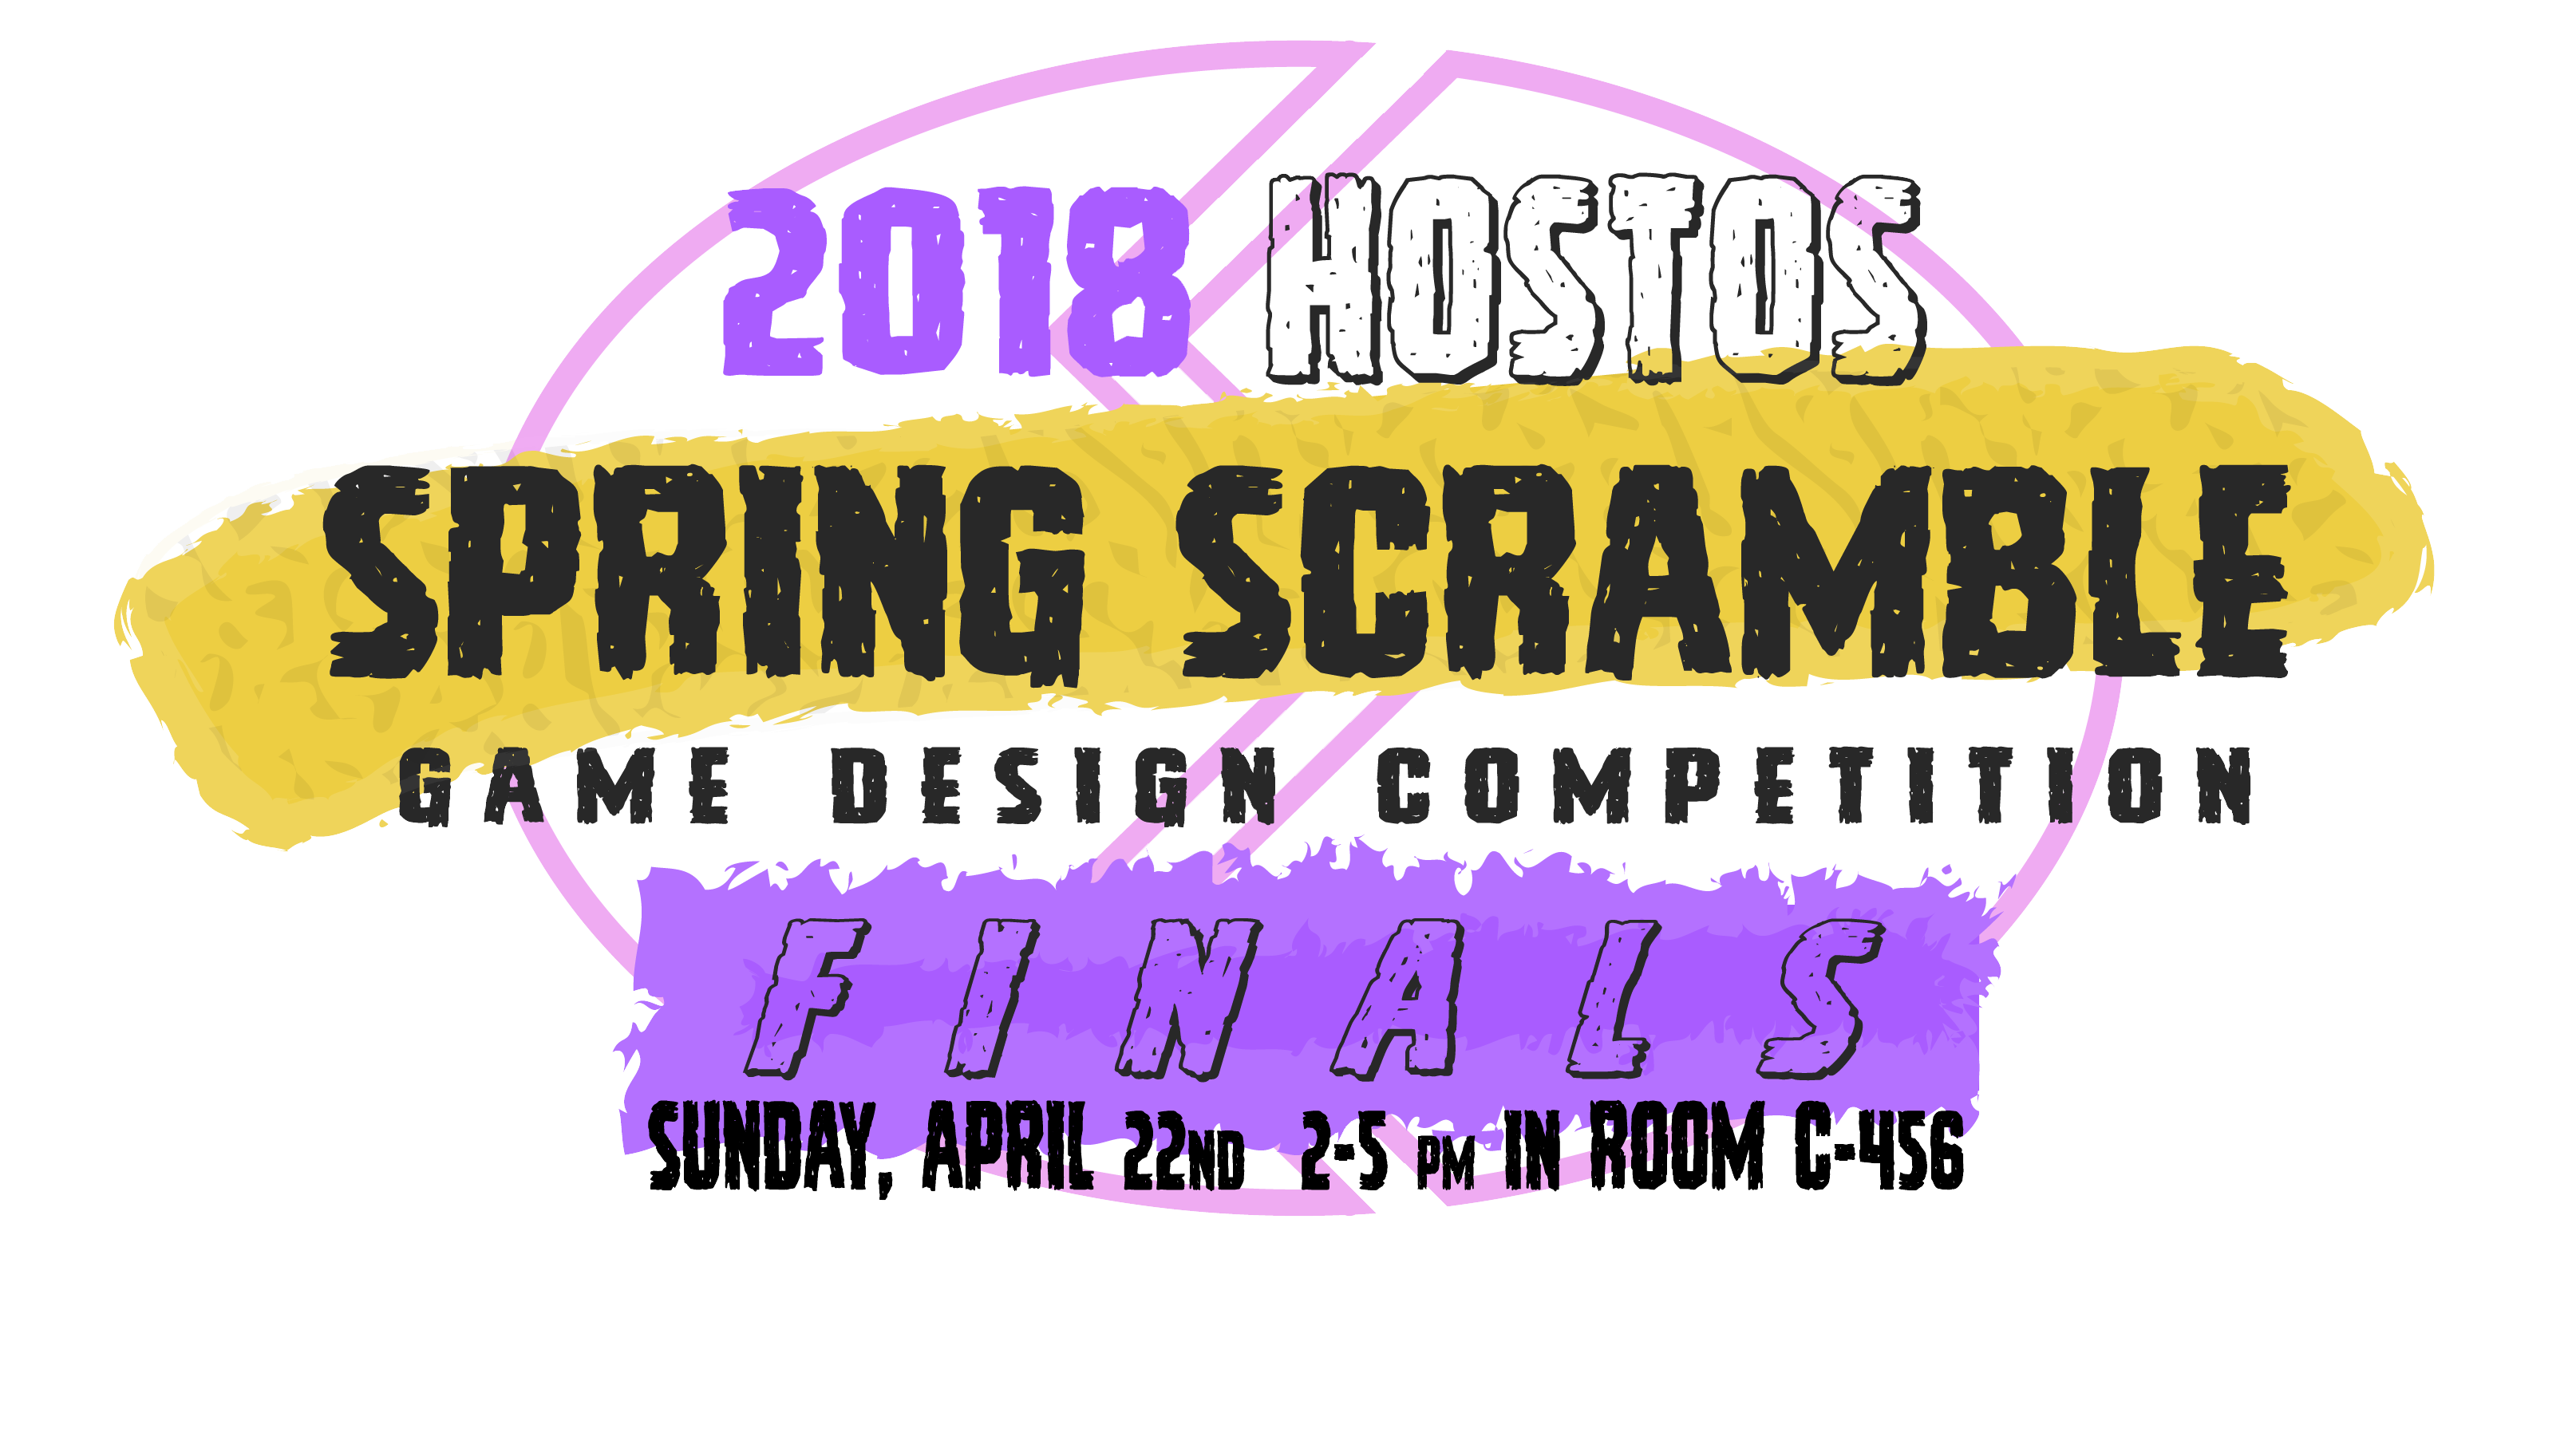 2018 HOSTOS
SPRING SCRAMBLE
GAME DESIGN COMPETITION
FINALS
SUNDAY, APRIL 22ND 2-5 PM IN ROOM C-456